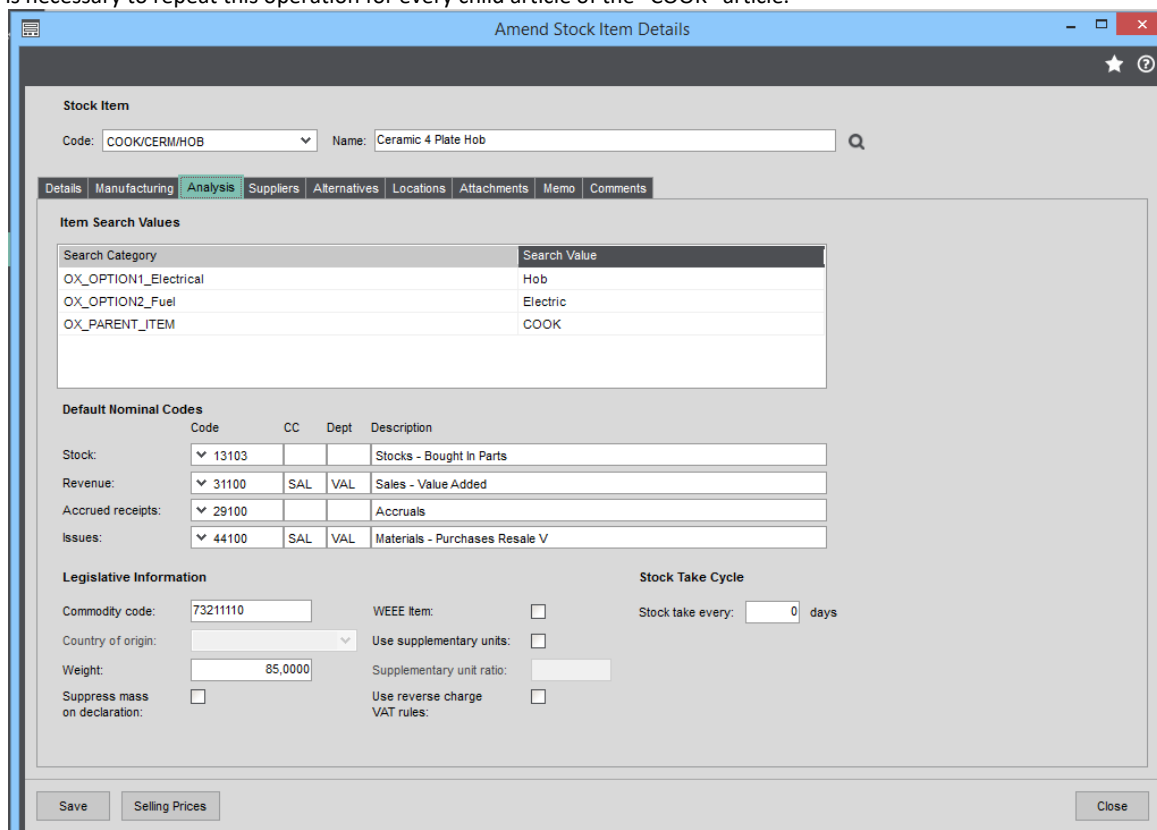 is necessary to repeat this operation for every child article of the "COOK" article.
Amend Stock Item Details
Stock Item
Code: COOK/CERM/HOB Name: Ceramic 4 Plate Hob
Details Manufacturing Analysis Suppliers Alternatives Locations Attachments Memo Comments
Item Search Values
Search Category Search Value
OX_OPTION1_Electrical Hob
OX_OPTION2_Fuel Electric
OX_PARENT_ITEM COOK
Default Nominal Codes
Code CC Dept Description
Stock: 13103 Stocks - Bought In Parts
Revenue: 31100 SAL VAL Sales - Value Added
Accrued receipts: 29100 Accruals
Issues: 44100 SAL VAL Materials - Purchases Resale V
Legislative Information Stock Take Cycle
Commodity code: 73211110 WEEE Item: Stock take every: 0 days
Country of origin: Use supplementary units:
Weight: 85,0000 Supplementary unit ratio:
Suppress mass Use reverse charge
on declaration: VAT rules:
Save Selling Prices Close